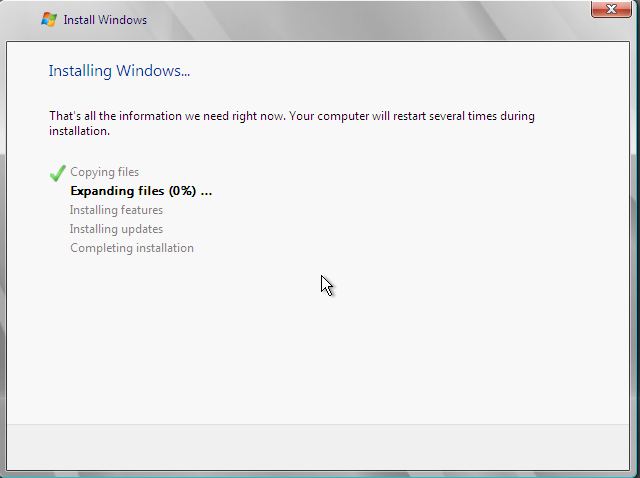 Install Windows
Installing Windows...
That's all the information we need right now. Your computer will restart several times during
installation.
Copying files
Expanding files (0%) ...
Installing features
Installing updates
Completing installation